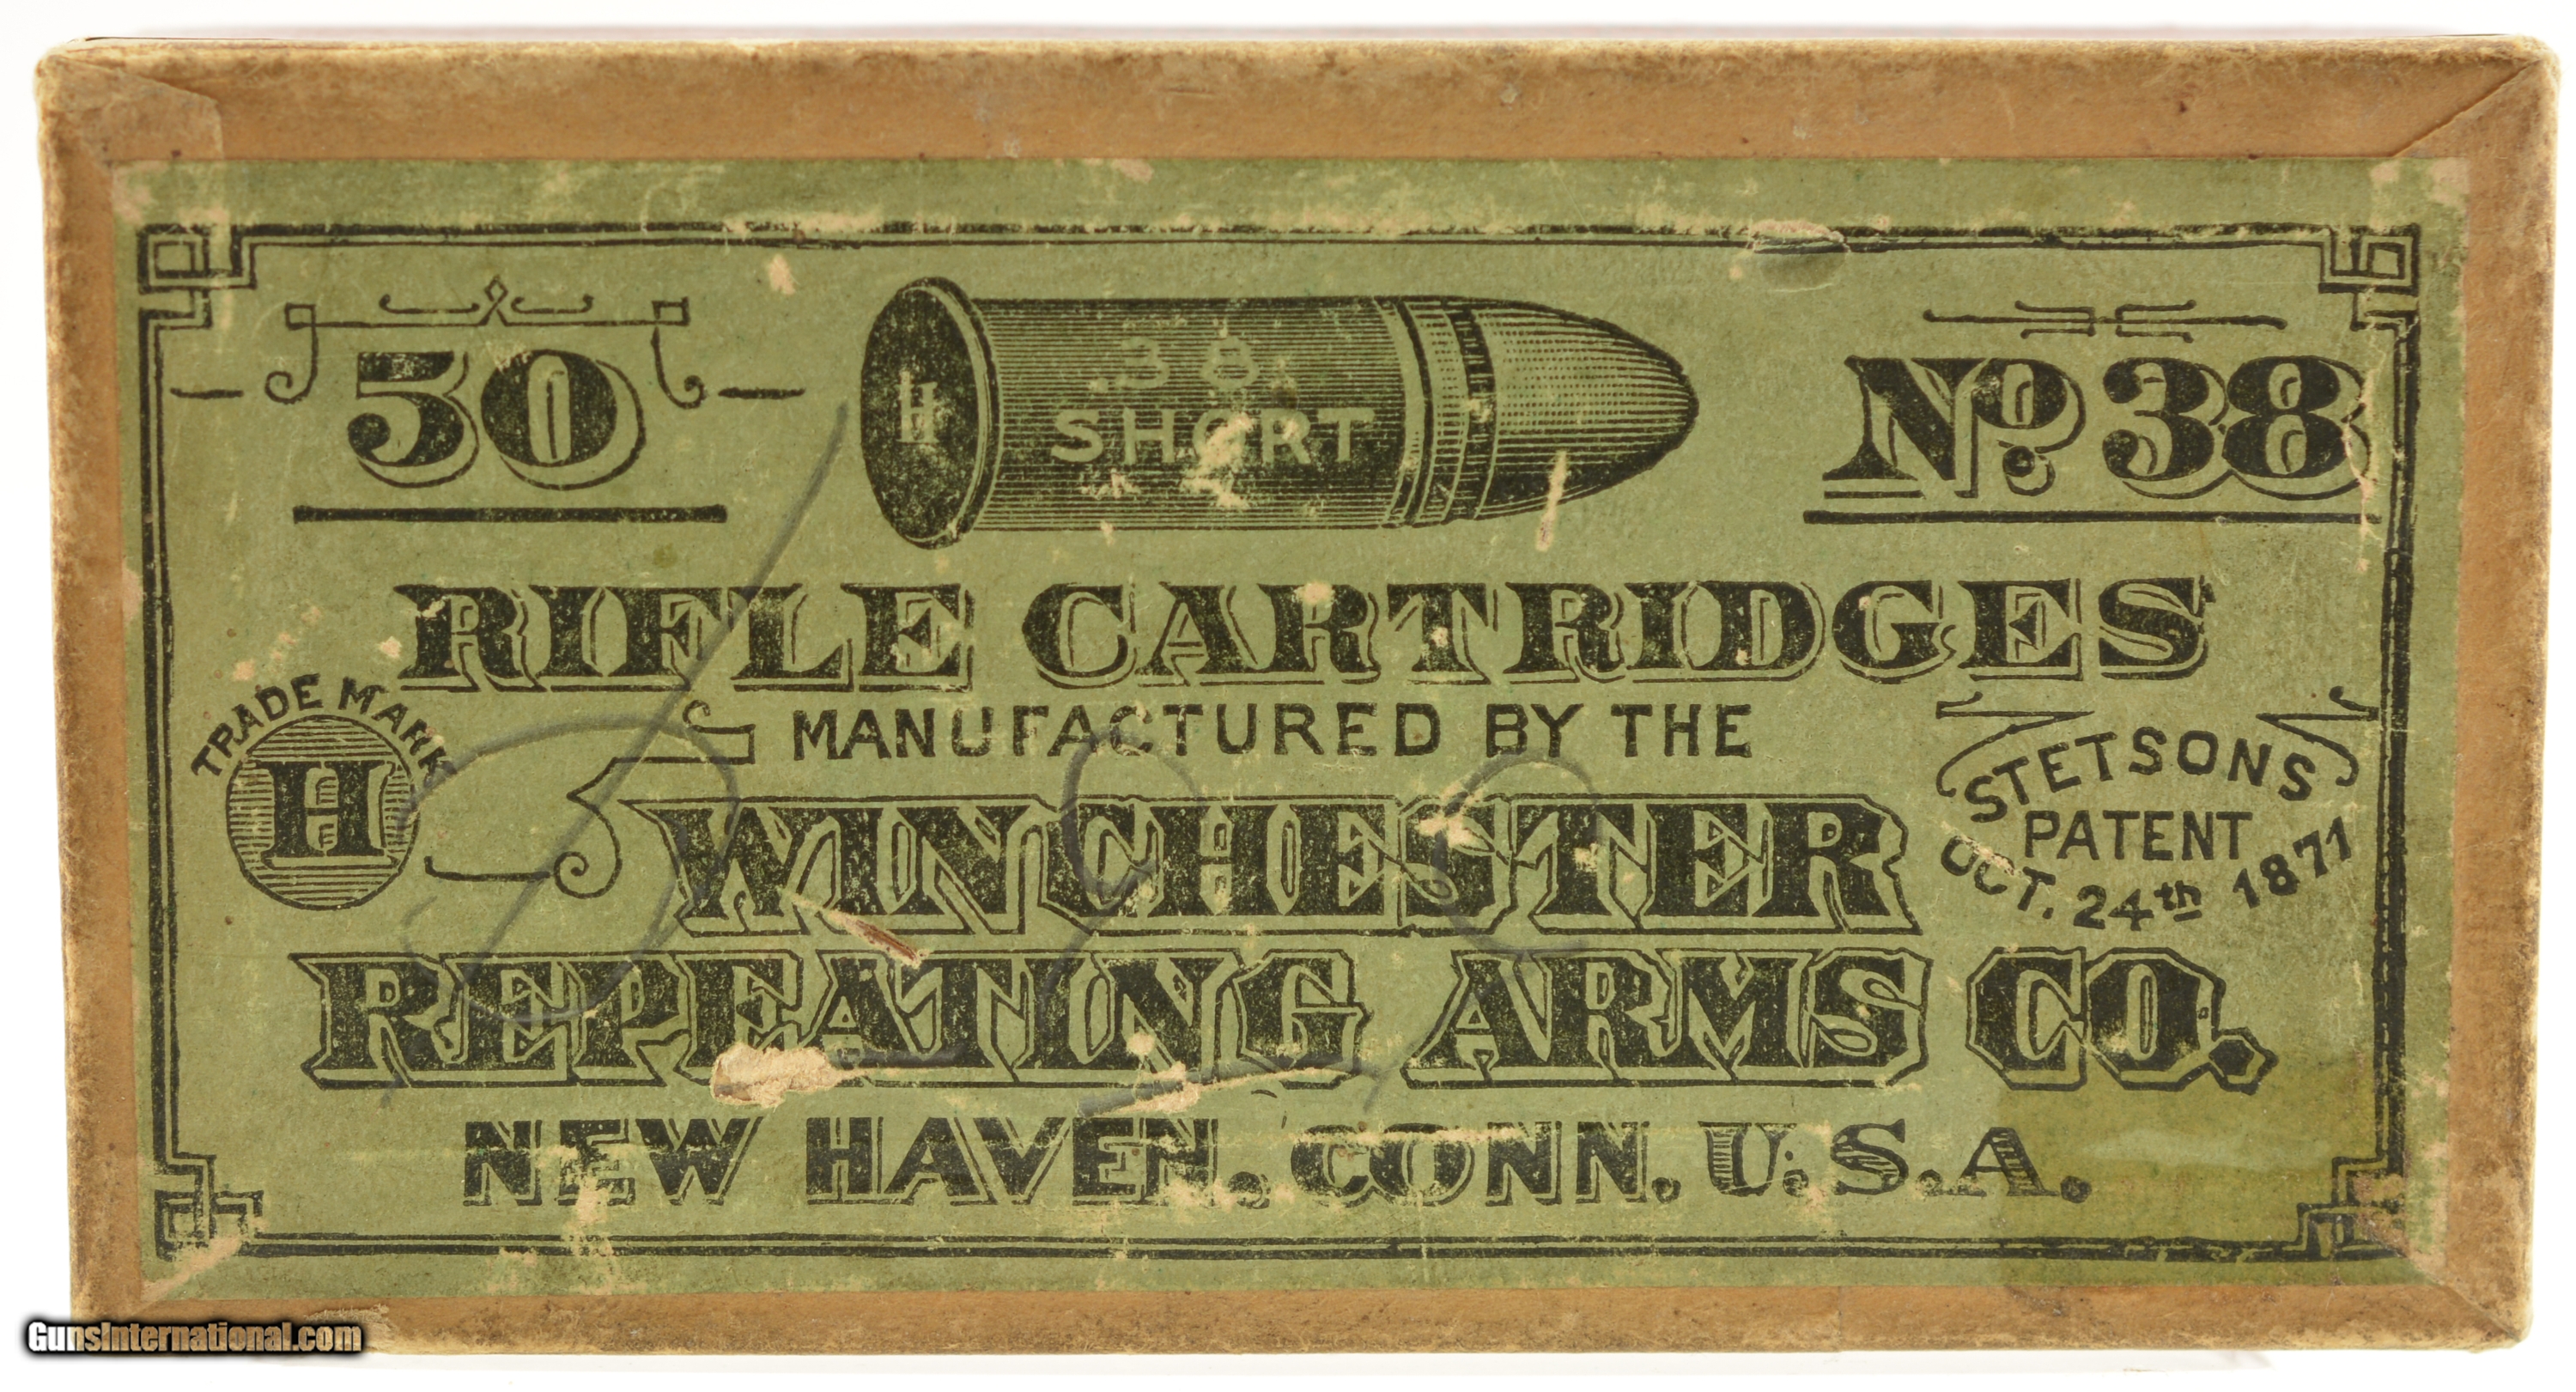 50
H
.38.
SHORT
No. 38
RIFLE CARTRIDGES
TRADE MARK
H
MANUFACTURED BY THE
WINCHESTER
STETSONS
PATENT
OCT. 24th 1871
REPEATING ARMS CO.
NEW HAVEN. CONN. U.S.A.
GunsInternational.com